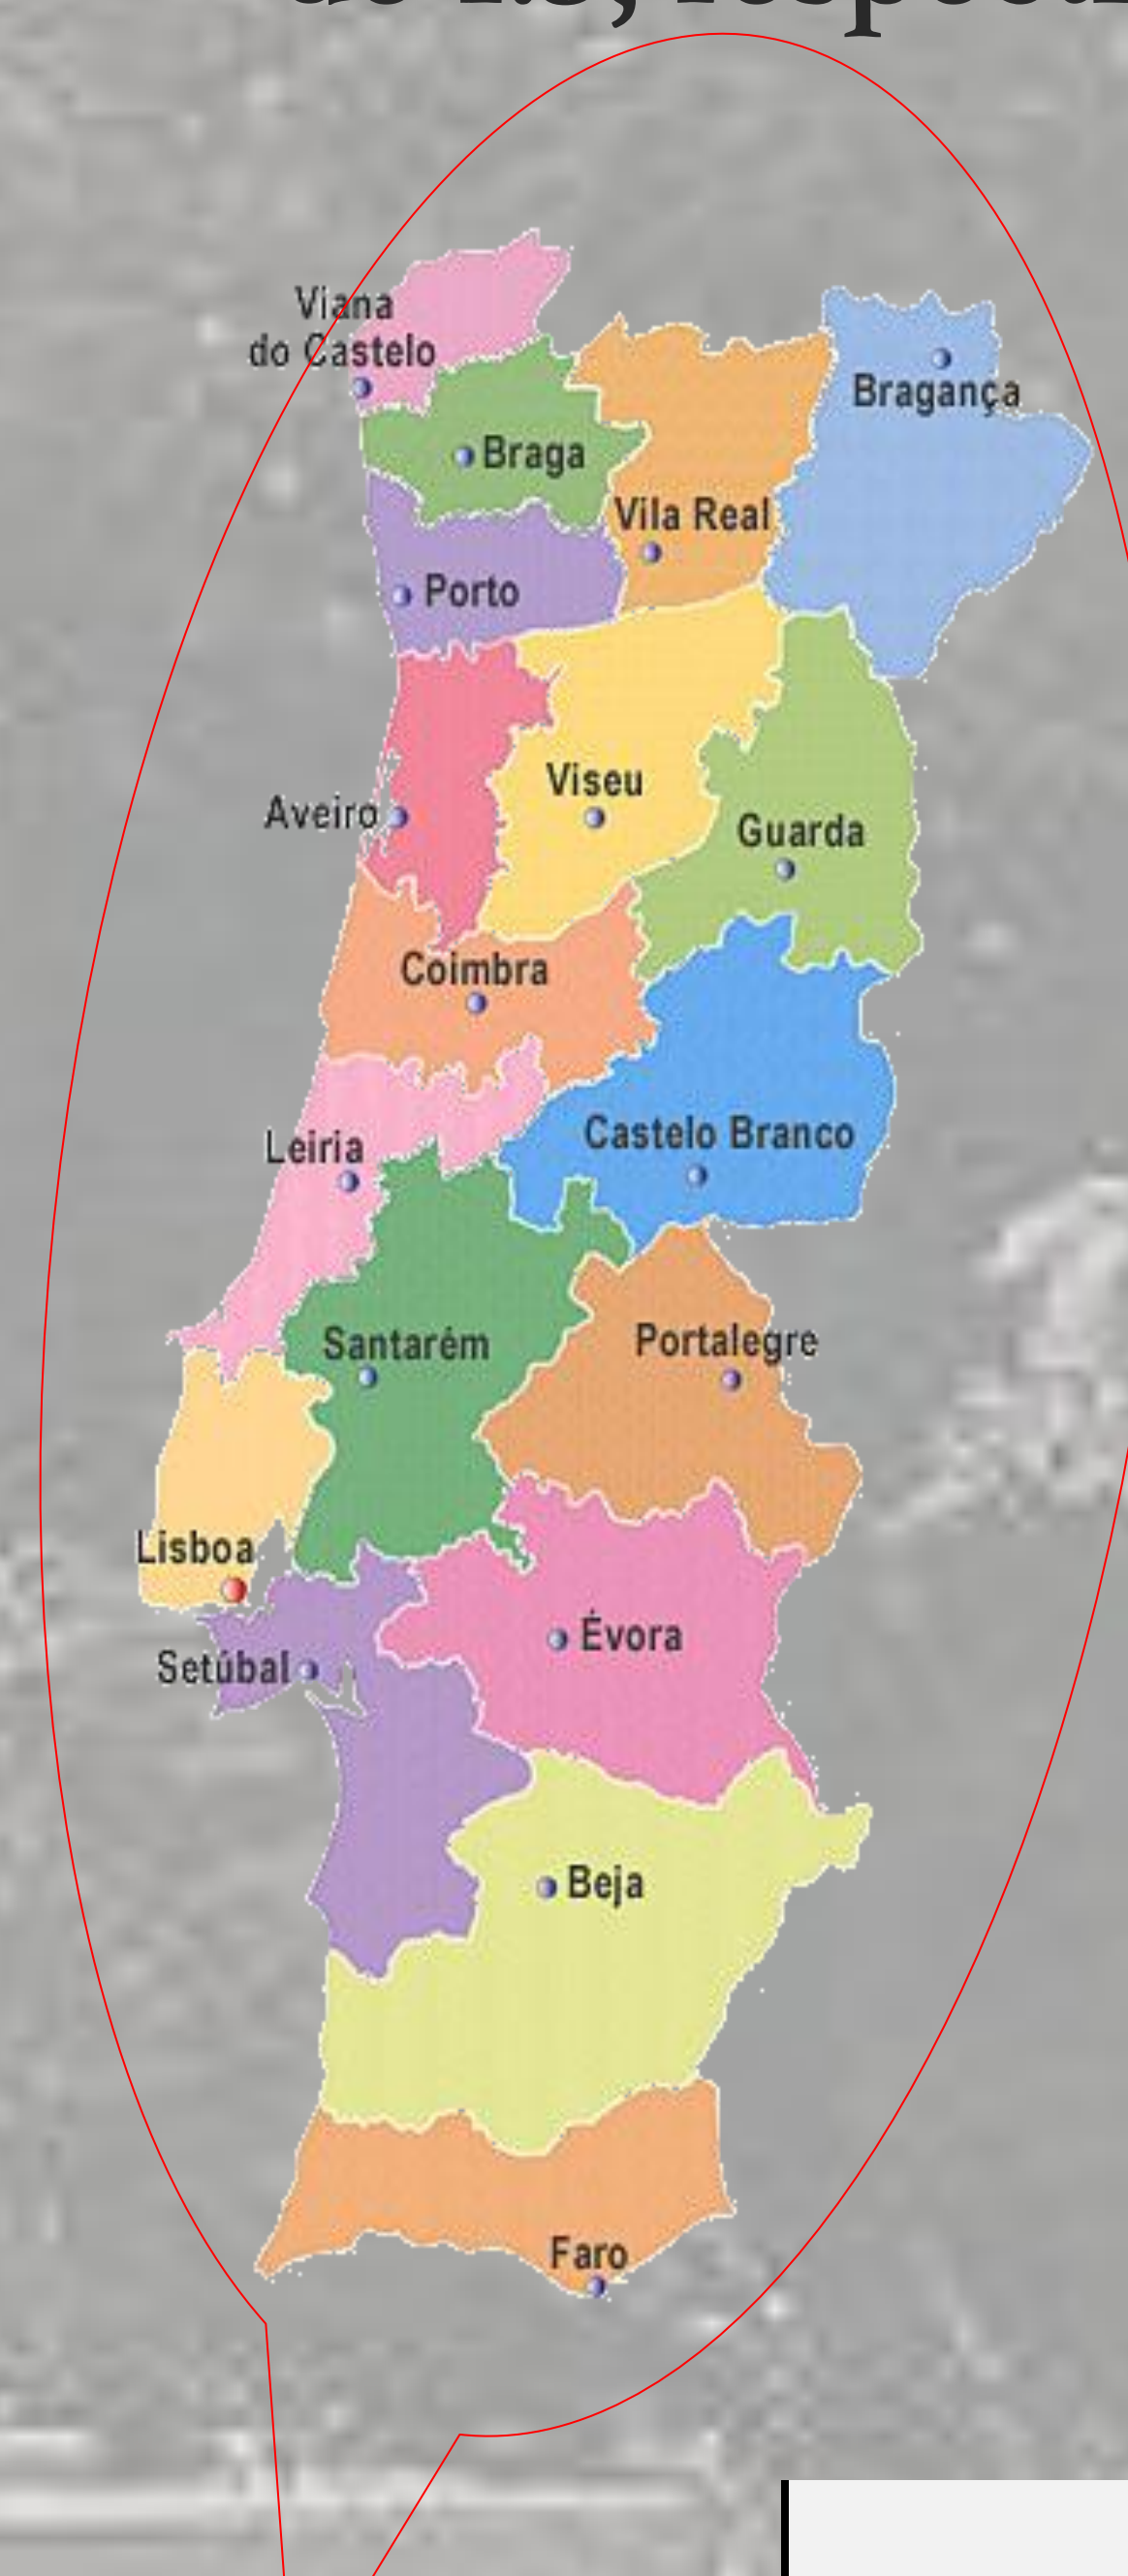 Viana
do Castelo
Bragança
Braga
Vila Real
Porto
Viseu
Aveiro
Guarda
Coimbra
Castelo Branco
Leiria
Santarém
Portalegre
Lisboa
Évora
Setúbal
Beja
Faro